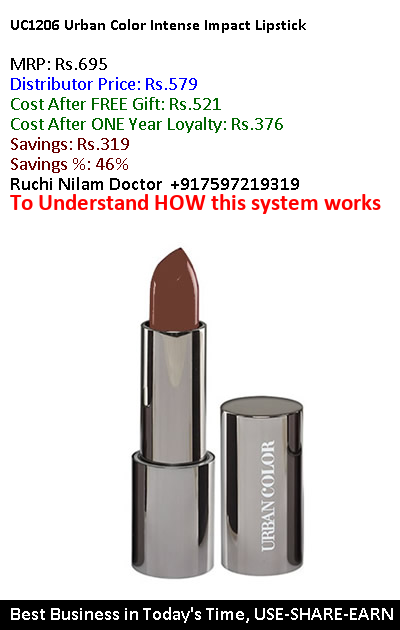 UC1206 Urban Color Intense Impact Lipstick
MRP: Rs.695
Distributor Price: Rs.579
Cost After FREE Gift: Rs.521
Cost After ONE Year Loyalty: Rs.376
Savings: Rs.319
Savings %: 46%
Ruchi Nilam Doctor +917597219319
To Understand HOW this system works
URBAN COLOR
Best Business in Today's Time, USE-SHARE-EARN